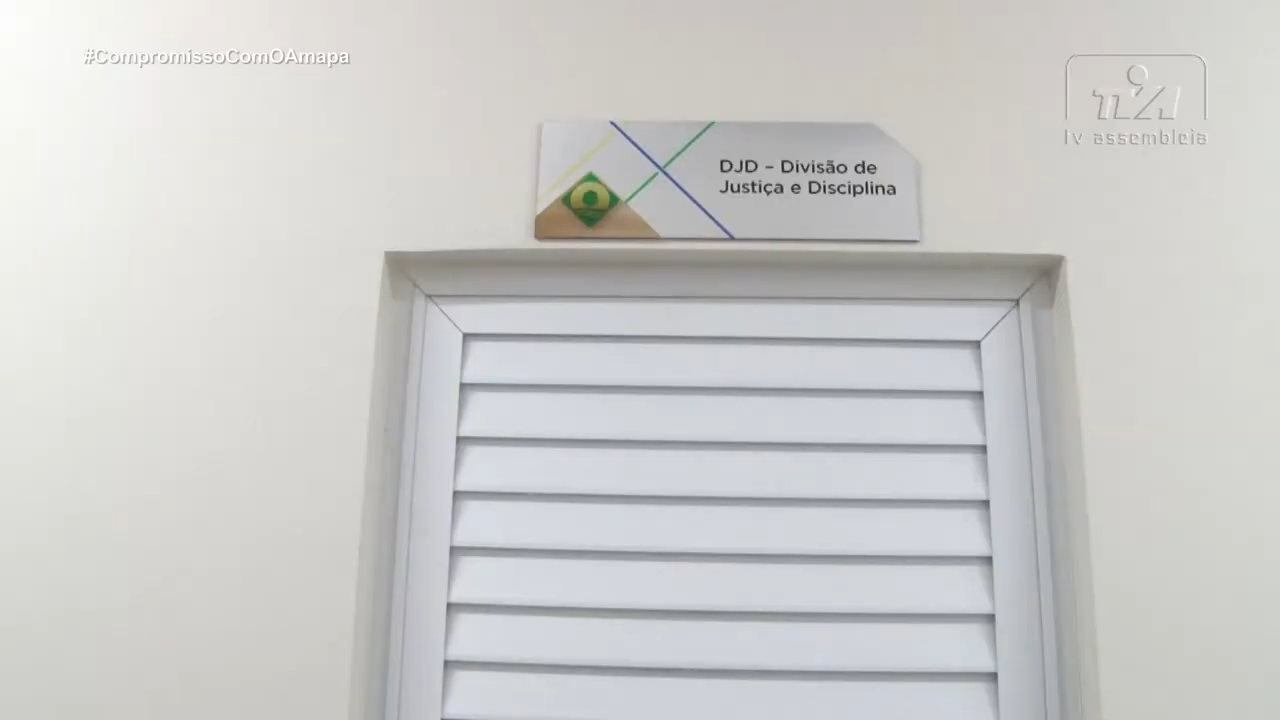 #CompromissoComOAmapa
tv assembleia
DJD – Divisão de
Justiça e Disciplina